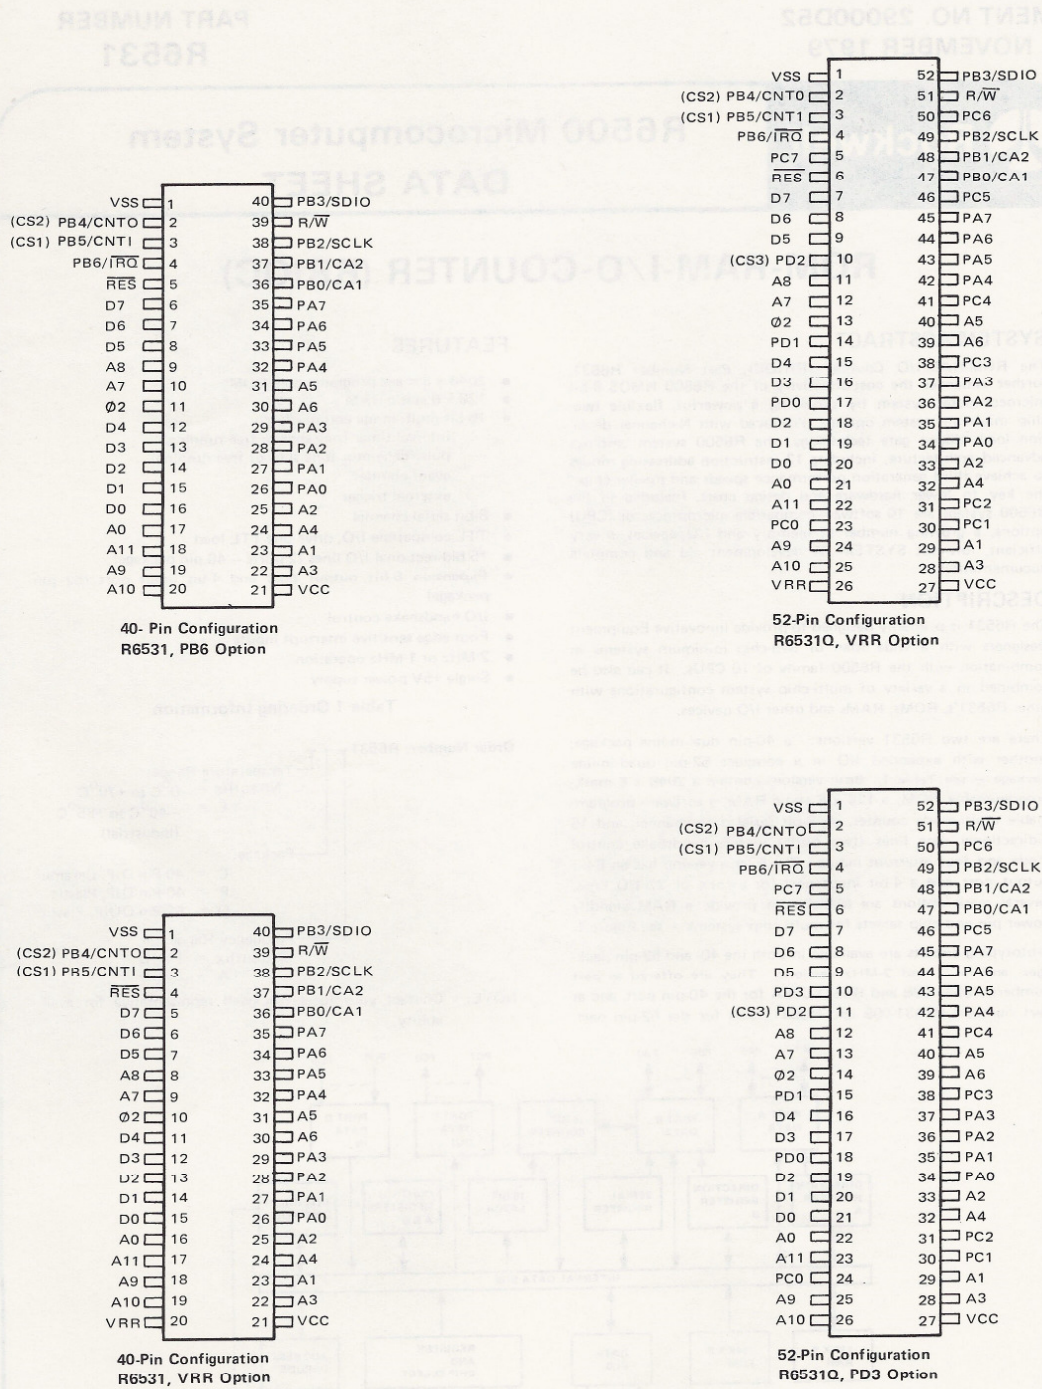 VSS 1 40 PB3/SDIO
(CS2) PB4/CNTO 2 39 R/W
(CS1) PB5/CNTI 3 38 PB2/SCLK
PB6/IRQ 4 37 PB1/CA2
RES 5 36 PB0/CA1
D7 6 35 PA7
D6 7 34 PA6
D5 8 33 PA5
A8 9 32 PA4
A7 10 31 A5
Ø2 11 30 A6
D4 12 29 PA3
D3 13 28 PA2
D2 14 27 PA1
D1 15 26 PA0
D0 16 25 A2
A0 17 24 A4
A11 18 23 A1
A9 19 22 A3
A10 20 21 VCC
40- Pin Configuration
R6531, PB6 Option
VSS 1 52 PB3/SDIO
(CS2) PB4/CNT0 2 51 R/W
(CS1) PB5/CNT1 3 50 PC6
PB6/IRQ 4 49 PB2/SCLK
PC7 5 48 PB1/CA2
RES 6 47 PB0/CA1
D7 7 46 PC5
D6 8 45 PA7
D5 9 44 PA6
(CS3) PD2 10 43 PA5
A8 11 42 PA4
A7 12 41 PC4
Ø2 13 40 A5
PD1 14 39 A6
D4 15 38 PC3
D3 16 37 PA3
PD0 17 36 PA2
D2 18 35 PA1
D1 19 34 PA0
D0 20 33 A2
A0 21 32 A4
A11 22 31 PC2
PC0 23 30 PC1
A9 24 29 A1
A10 25 28 A3
VRR 26 27 VCC
52-Pin Configuration
R6531Q, VRR Option
VSS 1 40 PB3/SDIO
(CS2) PB4/CNTO 2 39 R/W
(CS1) PB5/CNTI 3 38 PB2/SCLK
RES 4 37 PB1/CA2
D7 5 36 PB0/CA1
D6 6 35 PA7
D5 7 34 PA6
A8 8 33 PA5
A7 9 32 PA4
Ø2 10 31 A5
D4 11 30 A6
D3 12 29 PA3
D2 13 28 PA2
D1 14 27 PA1
D0 15 26 PA0
A0 16 25 A2
A11 17 24 A4
A9 18 23 A1
A10 19 22 A3
VRR 20 21 VCC
40-Pin Configuration
R6531, VRR Option
VSS 1 52 PB3/SDIO
(CS2) PB4/CNTO 2 51 R/W
(CS1) PB5/CNTI 3 50 PC6
PB6/IRQ 4 49 PB2/SCLK
PC7 5 48 PB1/CA2
RES 6 47 PB0/CA1
D7 7 46 PC5
D6 8 45 PA7
D5 9 44 PA6
PD3 10 43 PA5
(CS3) PD2 11 42 PA4
A8 12 41 PC4
A7 13 40 A5
Ø2 14 39 A6
PD1 15 38 PC3
D4 16 37 PA3
D3 17 36 PA2
PD0 18 35 PA1
D2 19 34 PA0
D1 20 33 A2
D0 21 32 A4
A0 22 31 PC2
A11 23 30 PC1
PC0 24 29 A1
A9 25 28 A3
A10 26 27 VCC
52-Pin Configuration
R6531Q, PD3 Option